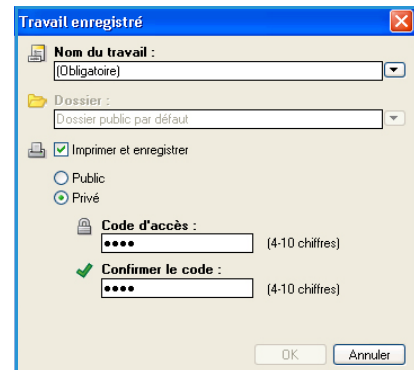 Travail enregistré
Nom du travail :
(Obligatoire)
Dossier :
Dossier public par défaut
Imprimer et enregistrer
Public
Privé
Code d'accès :
•••• (4-10 chiffres)
Confirmer le code :
•••• (4-10 chiffres)
OK Annuler